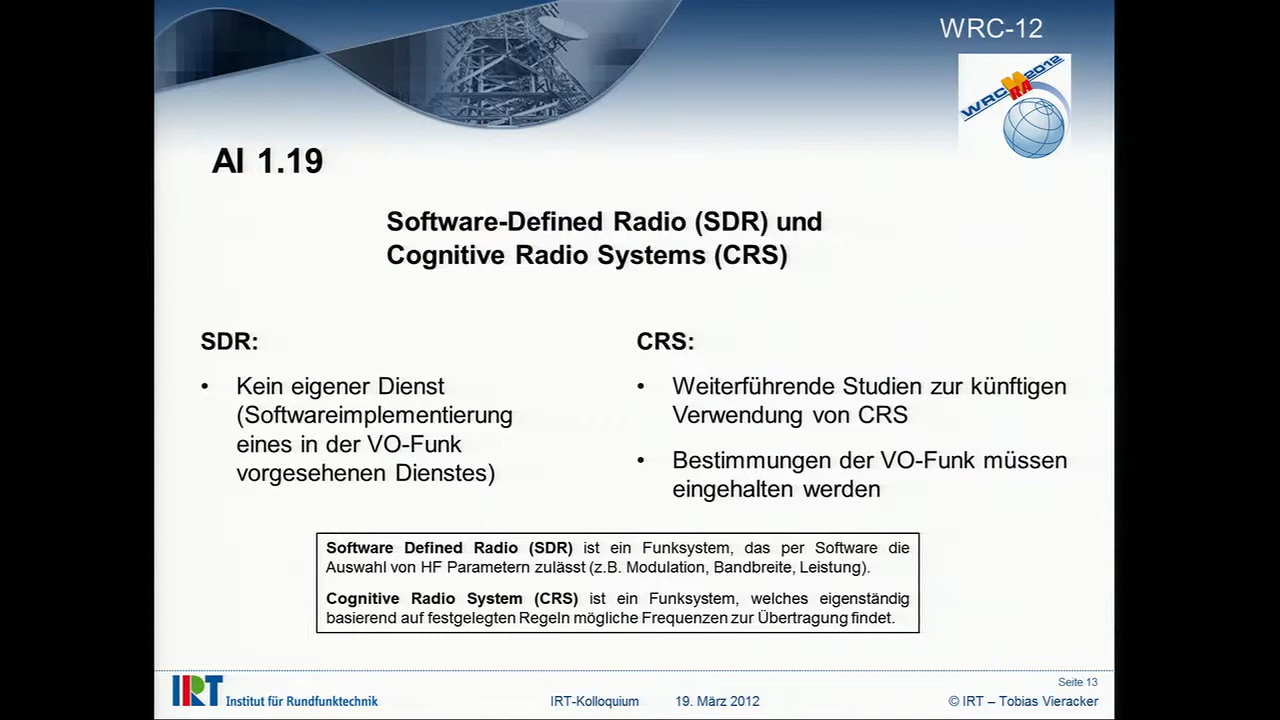 WRC-12
WRC-2012
MRA
AI 1.19
Software-Defined Radio (SDR) und
Cognitive Radio Systems (CRS)
SDR:
• Kein eigener Dienst
(Softwareimplementierung
eines in der VO-Funk
vorgesehenen Dienstes)
CRS:
• Weiterführende Studien zur künftigen
Verwendung von CRS
• Bestimmungen der VO-Funk müssen
eingehalten werden
Software Defined Radio (SDR) ist ein Funksystem, das per Software die
Auswahl von HF Parametern zulässt (z.B. Modulation, Bandbreite, Leistung).
Cognitive Radio System (CRS) ist ein Funksystem, welches eigenständig
basierend auf festgelegten Regeln mögliche Frequenzen zur Übertragung findet.
Seite 13
IRT Institut für Rundfunktechnik
IRT-Kolloquium 19. März 2012
© IRT – Tobias Vieracker